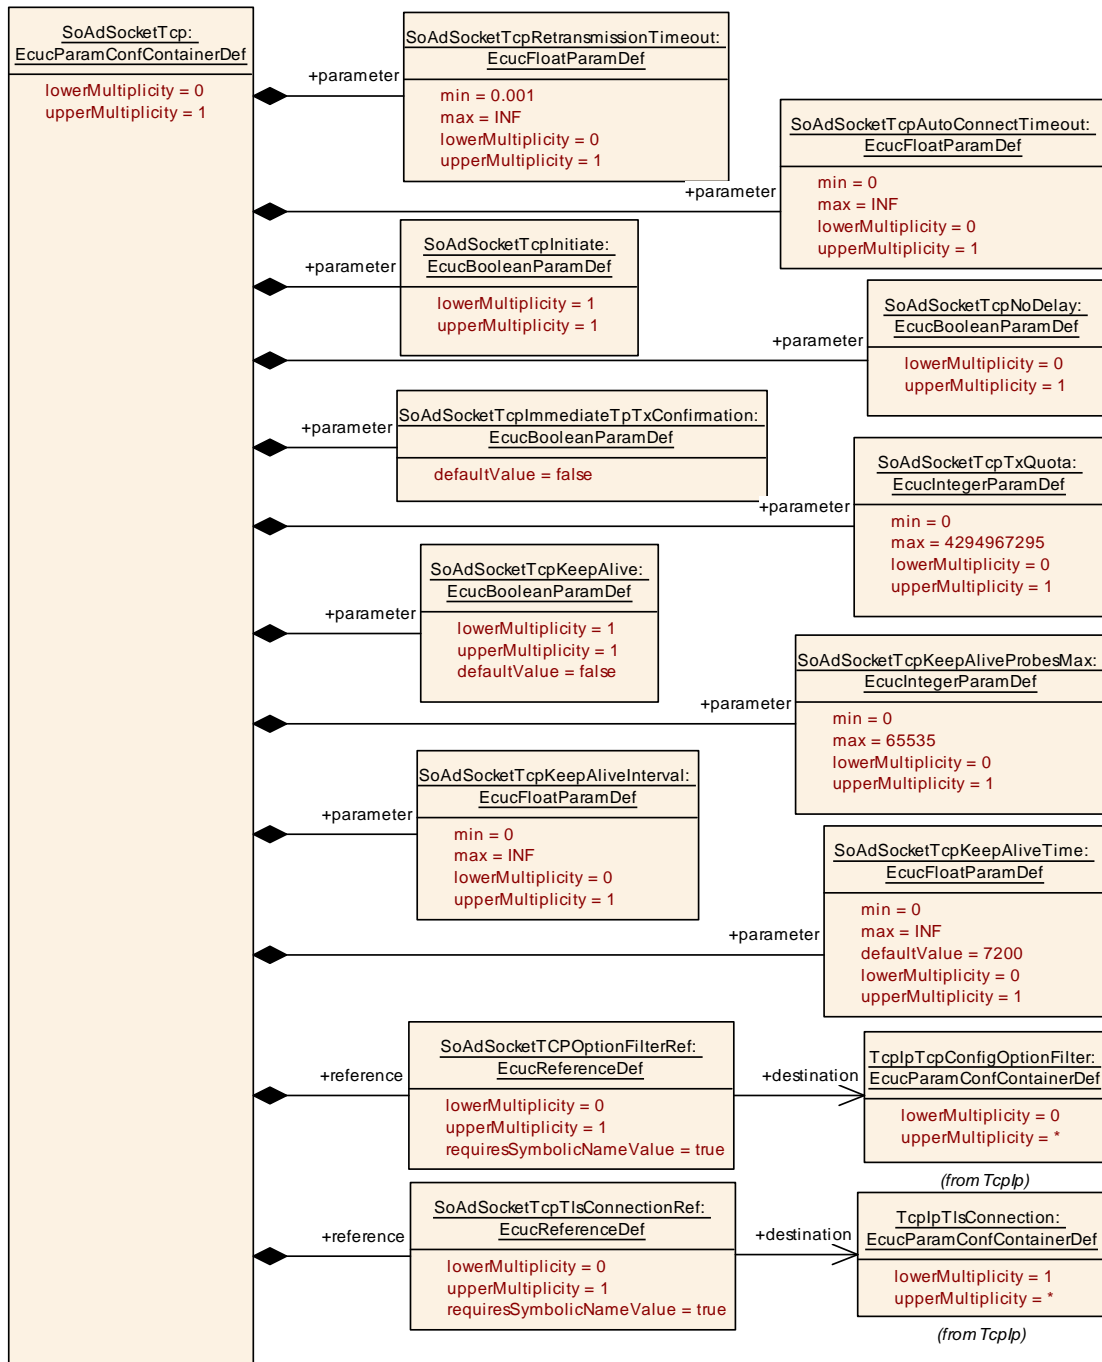 SoAdSocketTcp:
EcucParamConfContainerDef
lowerMultiplicity = 0
upperMultiplicity = 1
+parameter
SoAdSocketTcpRetransmissionTimeout:
EcucFloatParamDef
min = 0.001
max = INF
lowerMultiplicity = 0
upperMultiplicity = 1
+parameter
SoAdSocketTcpAutoConnectTimeout:
EcucFloatParamDef
min = 0
max = INF
lowerMultiplicity = 0
upperMultiplicity = 1
+parameter
SoAdSocketTcpInitiate:
EcucBooleanParamDef
lowerMultiplicity = 1
upperMultiplicity = 1
+parameter
SoAdSocketTcpNoDelay:
EcucBooleanParamDef
lowerMultiplicity = 0
upperMultiplicity = 1
+parameter
SoAdSocketTcpImmediateTpTxConfirmation:
EcucBooleanParamDef
defaultValue = false
+parameter
SoAdSocketTcpTxQuota:
EcucIntegerParamDef
min = 0
max = 4294967295
lowerMultiplicity = 0
upperMultiplicity = 1
+parameter
SoAdSocketTcpKeepAlive:
EcucBooleanParamDef
lowerMultiplicity = 1
upperMultiplicity = 1
defaultValue = false
+parameter
SoAdSocketTcpKeepAliveProbesMax:
EcucIntegerParamDef
min = 0
max = 65535
lowerMultiplicity = 0
upperMultiplicity = 1
+parameter
SoAdSocketTcpKeepAliveInterval:
EcucFloatParamDef
min = 0
max = INF
lowerMultiplicity = 0
upperMultiplicity = 1
+parameter
SoAdSocketTcpKeepAliveTime:
EcucFloatParamDef
min = 0
max = INF
defaultValue = 7200
lowerMultiplicity = 0
upperMultiplicity = 1
+reference
SoAdSocketTCPOptionFilterRef:
EcucReferenceDef
lowerMultiplicity = 0
upperMultiplicity = 1
requiresSymbolicNameValue = true
+destination
TcpIpTcpConfigOptionFilter:
EcucParamConfContainerDef
lowerMultiplicity = 0
upperMultiplicity = *
(from TcpIp)
+reference
SoAdSocketTcpTlsConnectionRef:
EcucReferenceDef
lowerMultiplicity = 0
upperMultiplicity = 1
requiresSymbolicNameValue = true
+destination
TcpIpTlsConnection:
EcucParamConfContainerDef
lowerMultiplicity = 1
upperMultiplicity = *
(from TcpIp)